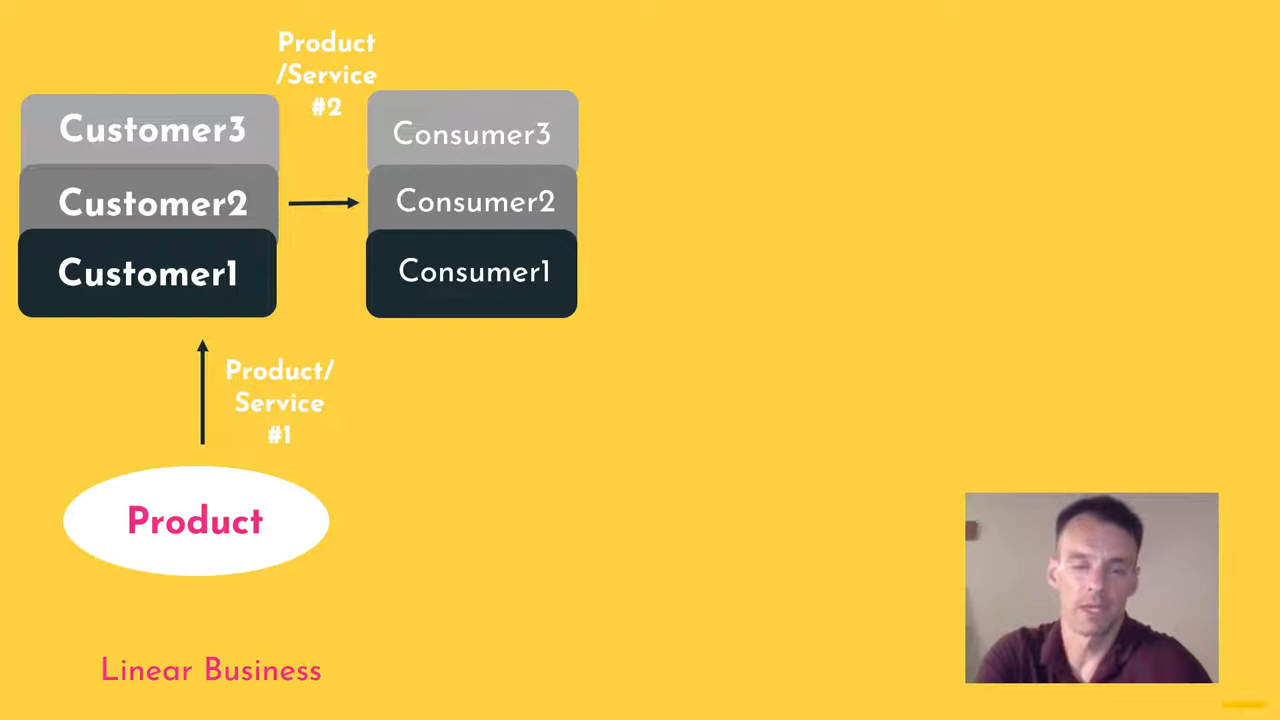 Product
/Service
#2
Customer3
Consumer3
Customer2
Consumer2
Customer1
Consumer1
Product/
Service
#1
Product
Linear Business